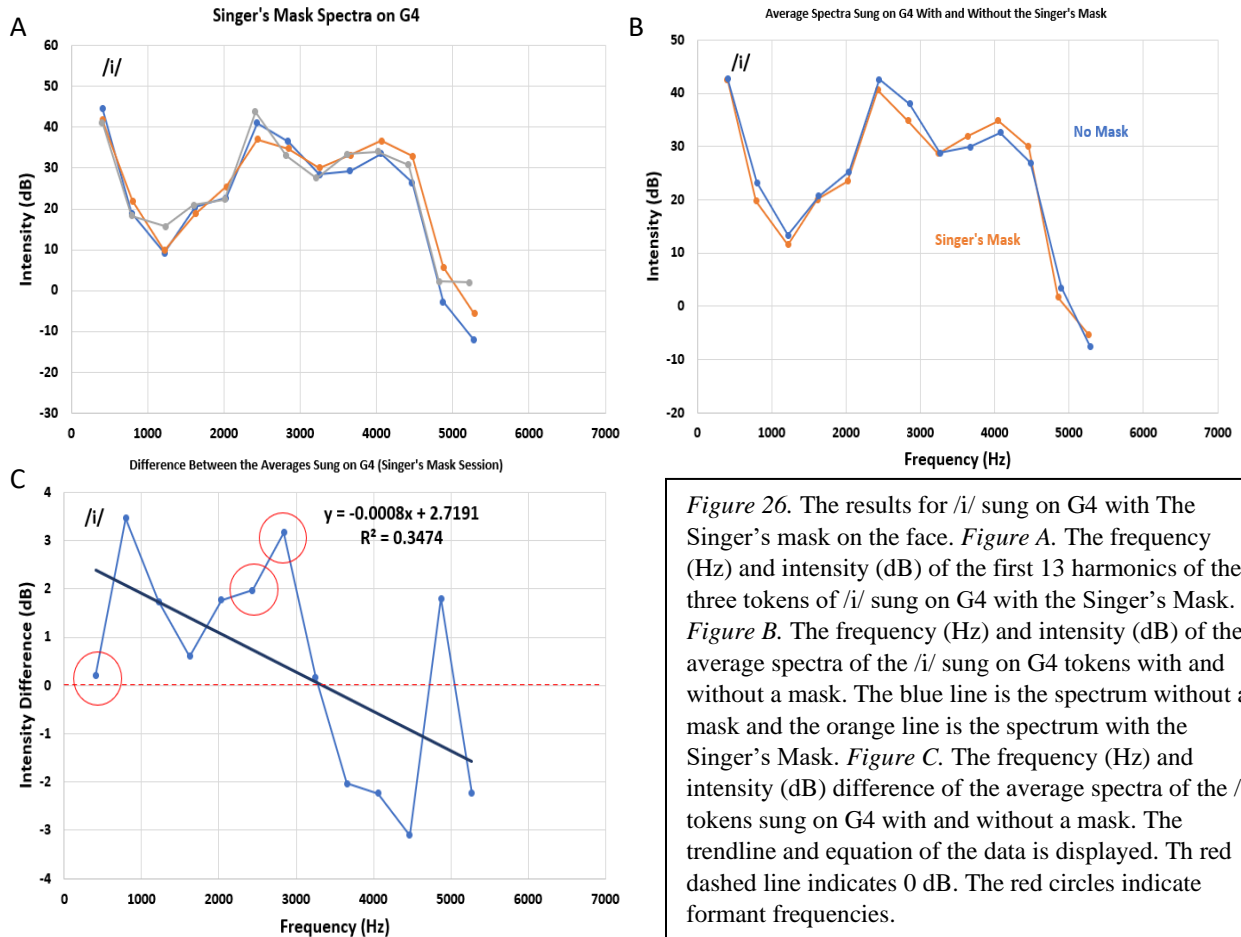 A
Singer's Mask Spectra on G4
/i/
Intensity (dB)
60
50
40
30
20
10
0
-10
-20
-30
0 1000 2000 3000 4000 5000 6000 7000
B
Average Spectra Sung on G4 With and Without the Singer's Mask
/i/
Intensity (dB)
50
40
30
20
10
0
-10
-20
No Mask
Singer's Mask
0 1000 2000 3000 4000 5000 6000 7000
Frequency (Hz)
C
Difference Between the Averages Sung on G4 (Singer's Mask Session)
/i/
y = -0.0008x + 2.7191
R² = 0.3474
Intensity Difference (dB)
4
3
2
1
0
-1
-2
-3
-4
0 1000 2000 3000 4000 5000 6000 7000
Frequency (Hz)
Figure 26. The results for /i/ sung on G4 with The
Singer's mask on the face. Figure A. The frequency
(Hz) and intensity (dB) of the first 13 harmonics of the
three tokens of /i/ sung on G4 with the Singer's Mask.
Figure B. The frequency (Hz) and intensity (dB) of the
average spectra of the /i/ sung on G4 tokens with and
without a mask. The blue line is the spectrum without a
mask and the orange line is the spectrum with the
Singer's Mask. Figure C. The frequency (Hz) and
intensity (dB) difference of the average spectra of the /
tokens sung on G4 with and without a mask. The
trendline and equation of the data is displayed. Th red
dashed line indicates 0 dB. The red circles indicate
formant frequencies.